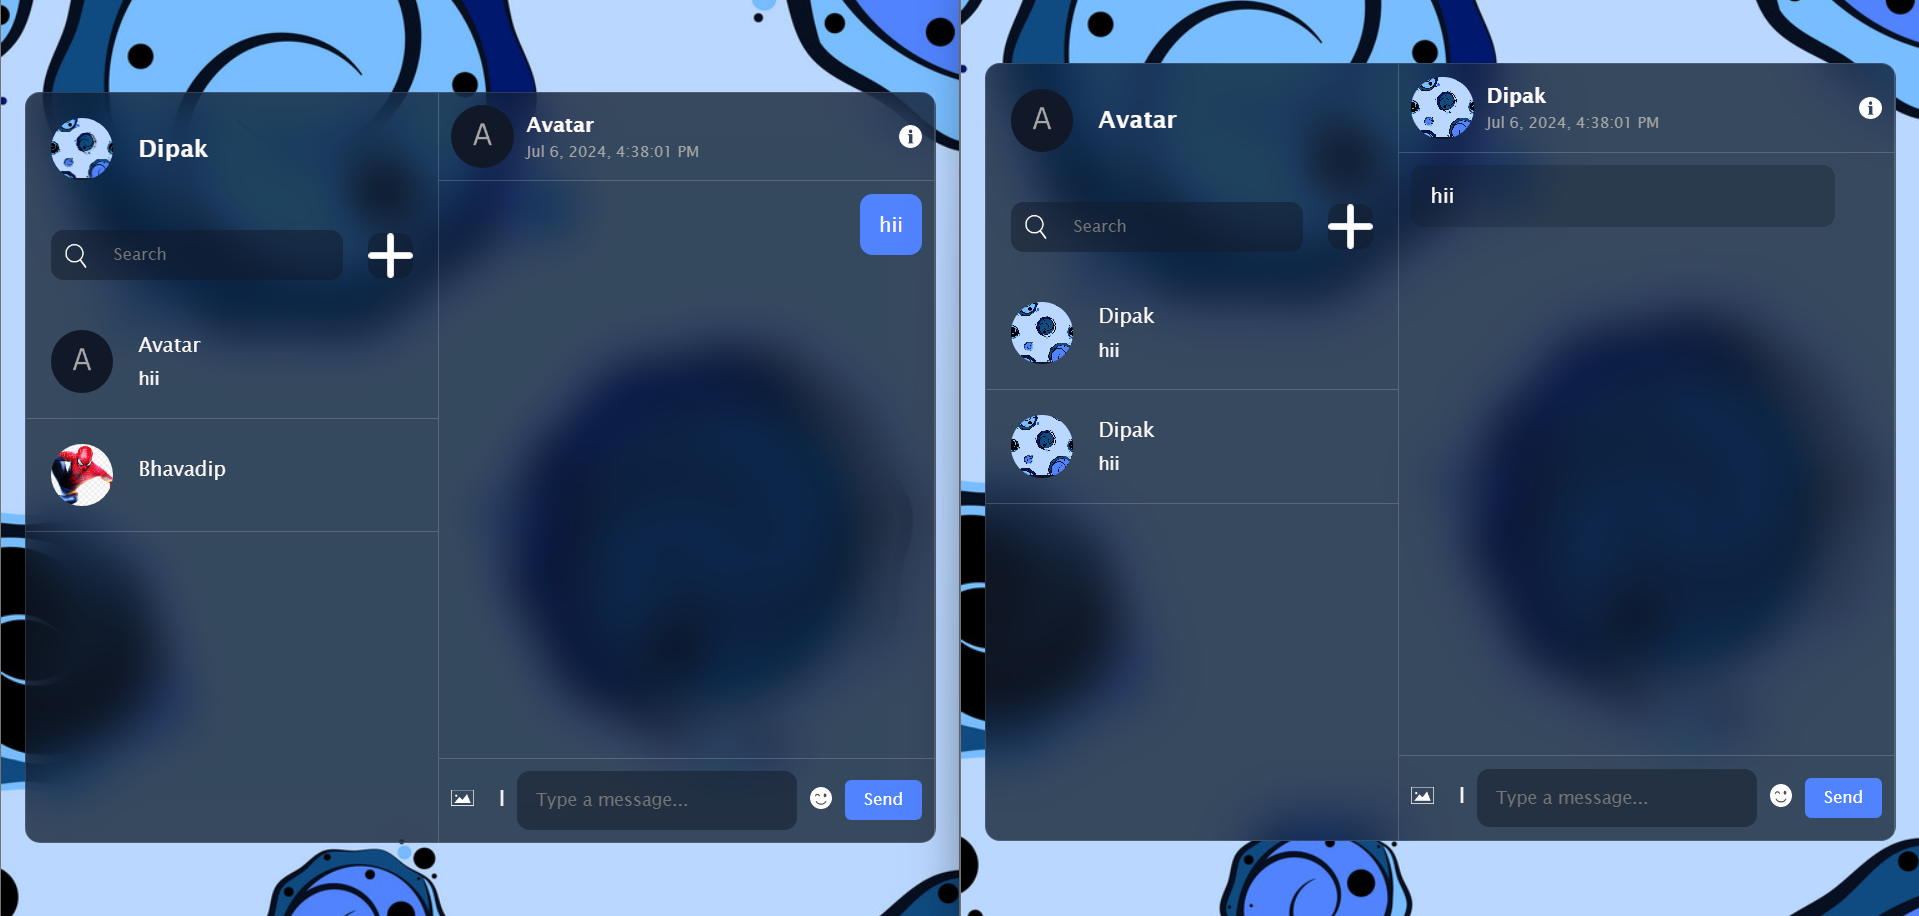 Dipak
Search
A
Avatar
hii
Bhavadip
A
Avatar
Jul 6, 2024, 4:38:01 PM
hii
Type a message...
Send
A
Avatar
Search
Dipak
hii
Dipak
hii
Dipak
Jul 6, 2024, 4:38:01 PM
hii
Type a message...
Send